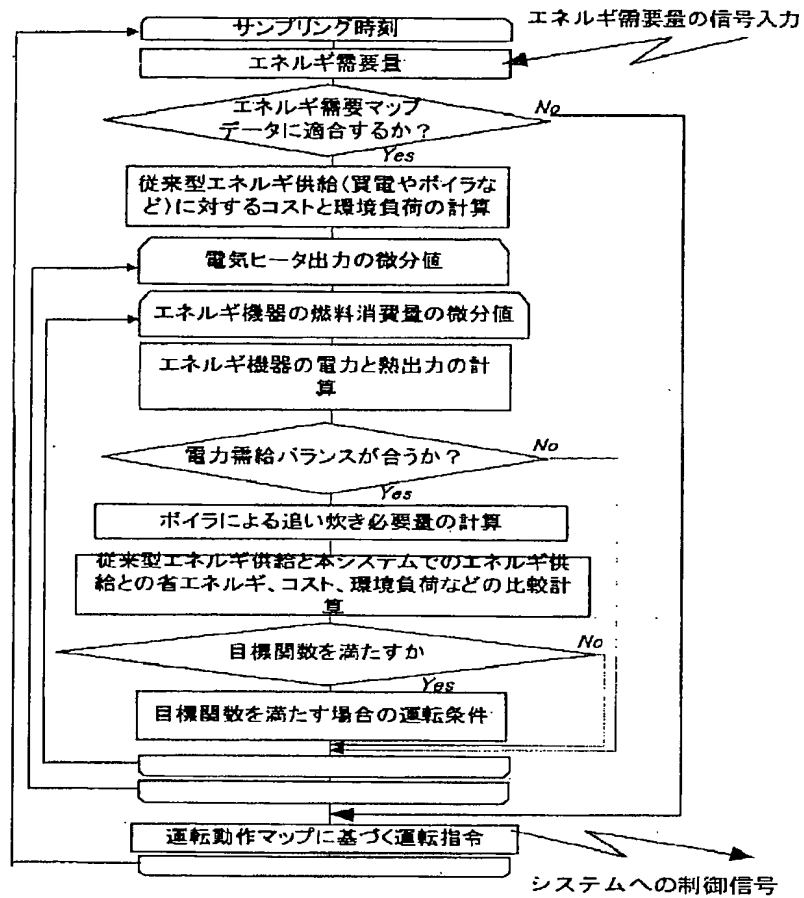 サンプリング時刻
エネルギ需要量の信号入力
エネルギ需要量
エネルギ需要マップ
データに適合するか？
No
Yes
従来型エネルギ供給(買電やボイラな
ど)に対するコストと環境負荷の計算
電気ヒータ出力の微分値
エネルギ機器の燃料消費量の微分値
エネルギ機器の電力と熱出力の計
算
電力需給バランスが合うか？
No
Yes
ボイラによる追い炊き必要量の計算
従来型エネルギ供給と本システムでのエネルギ供
給との省エネルギ、コスト、環境負荷などの比較計
算
目標関数を満たすか
No
Yes
目標関数を満たす場合の運転条件
運転動作マップに基づく運転指令
システムへの制御信号